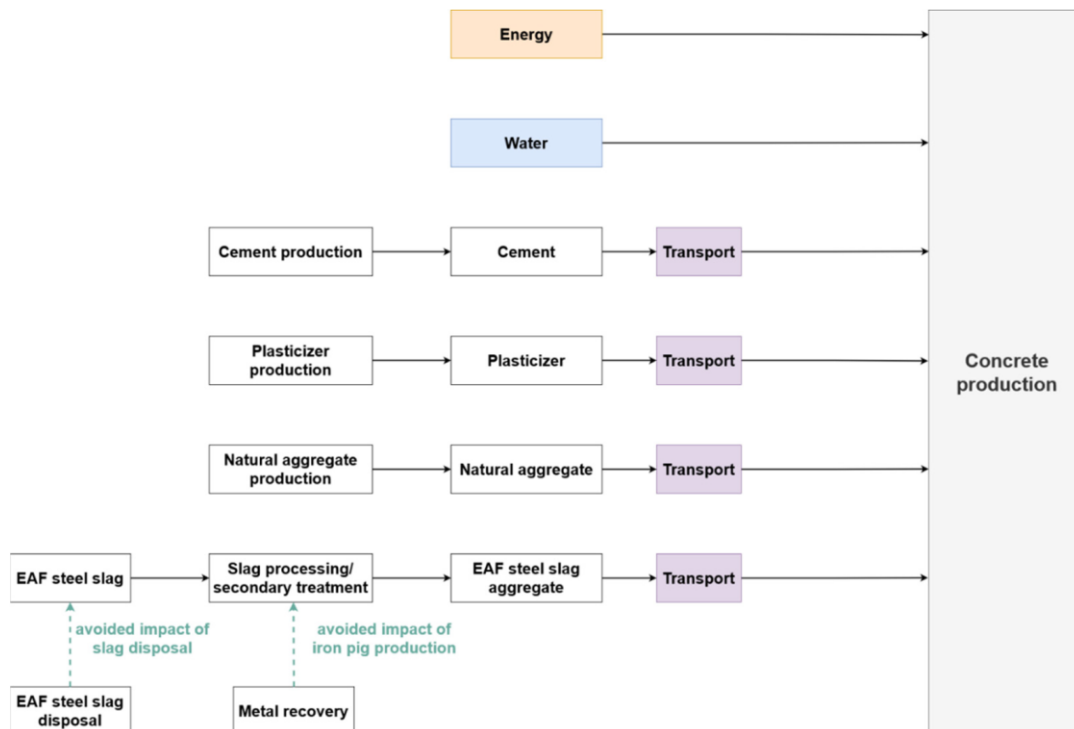 Energy
Water
Cement production
Cement
Transport
Plasticizer
production
Plasticizer
Transport
Concrete
production
Natural aggregate
production
Natural aggregate
Transport
EAF steel slag
Slag processing/
secondary treatment
EAF steel slag
aggregate
Transport
avoided impact of
slag disposal
avoided impact of
iron pig production
EAF steel slag
disposal
Metal recovery